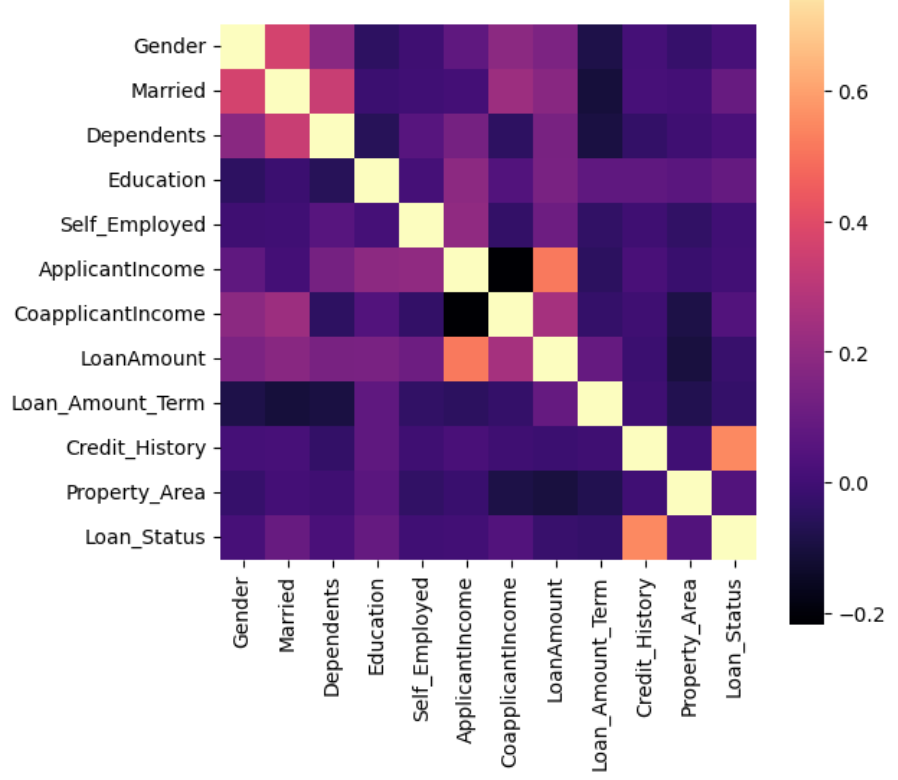 Gender
Married
Dependents
Education
Self_Employed
ApplicantIncome
CoapplicantIncome
LoanAmount
Loan_Amount_Term
Credit_History
Property_Area
Loan_Status
Gender
Married
Dependents
Education
Self_Employed
ApplicantIncome
CoapplicantIncome
LoanAmount
Loan_Amount_Term
Credit_History
Property_Area
Loan_Status
0.6
0.4
0.2
0.0
−0.2